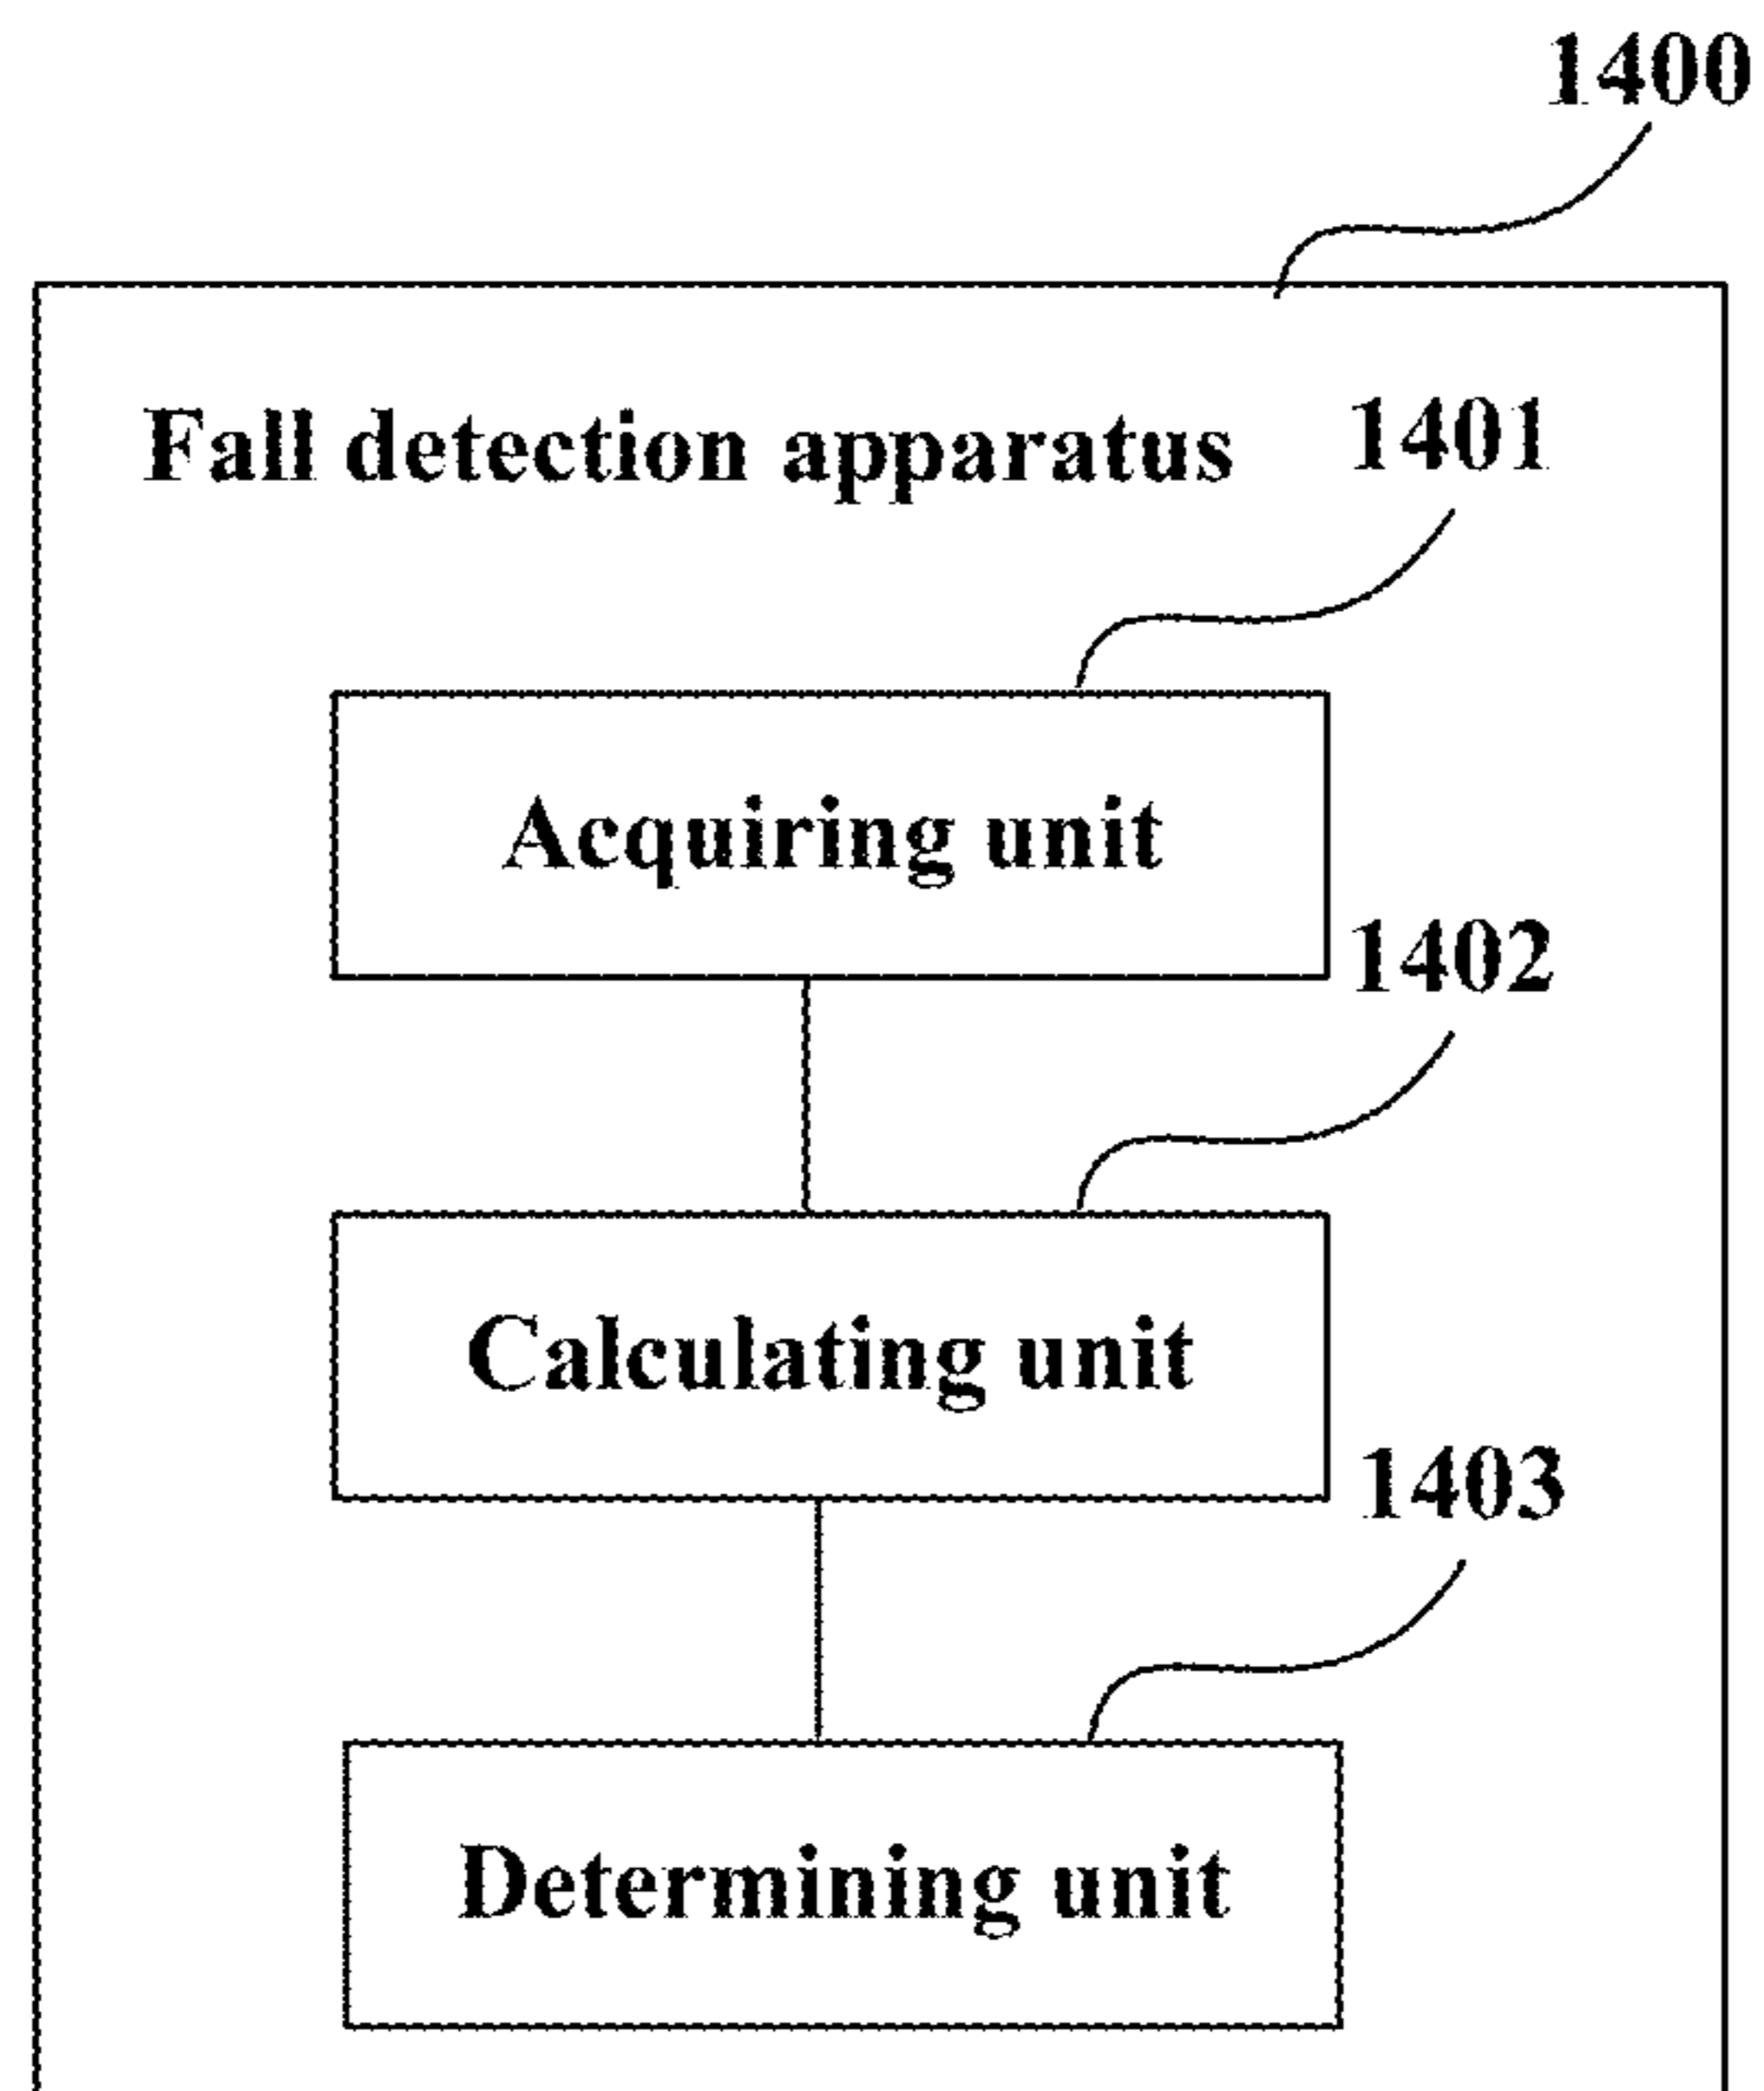 1400
Fall detection apparatus 1401
Acquiring unit
1402
Calculating unit
1403
Determining unit